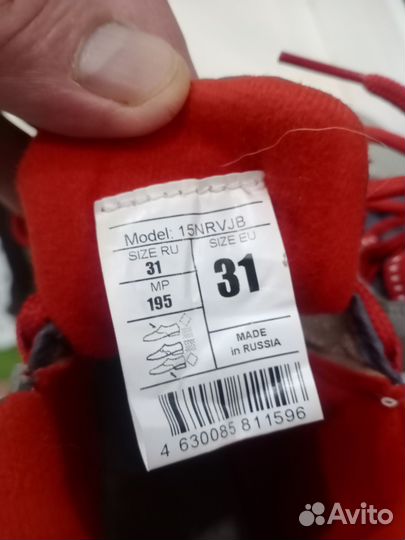 Model: 15NRVJB
SIZE RU
31
MP
195
SIZE EU
31
MADE
in RUSSIA
4 630085 811596
Avito